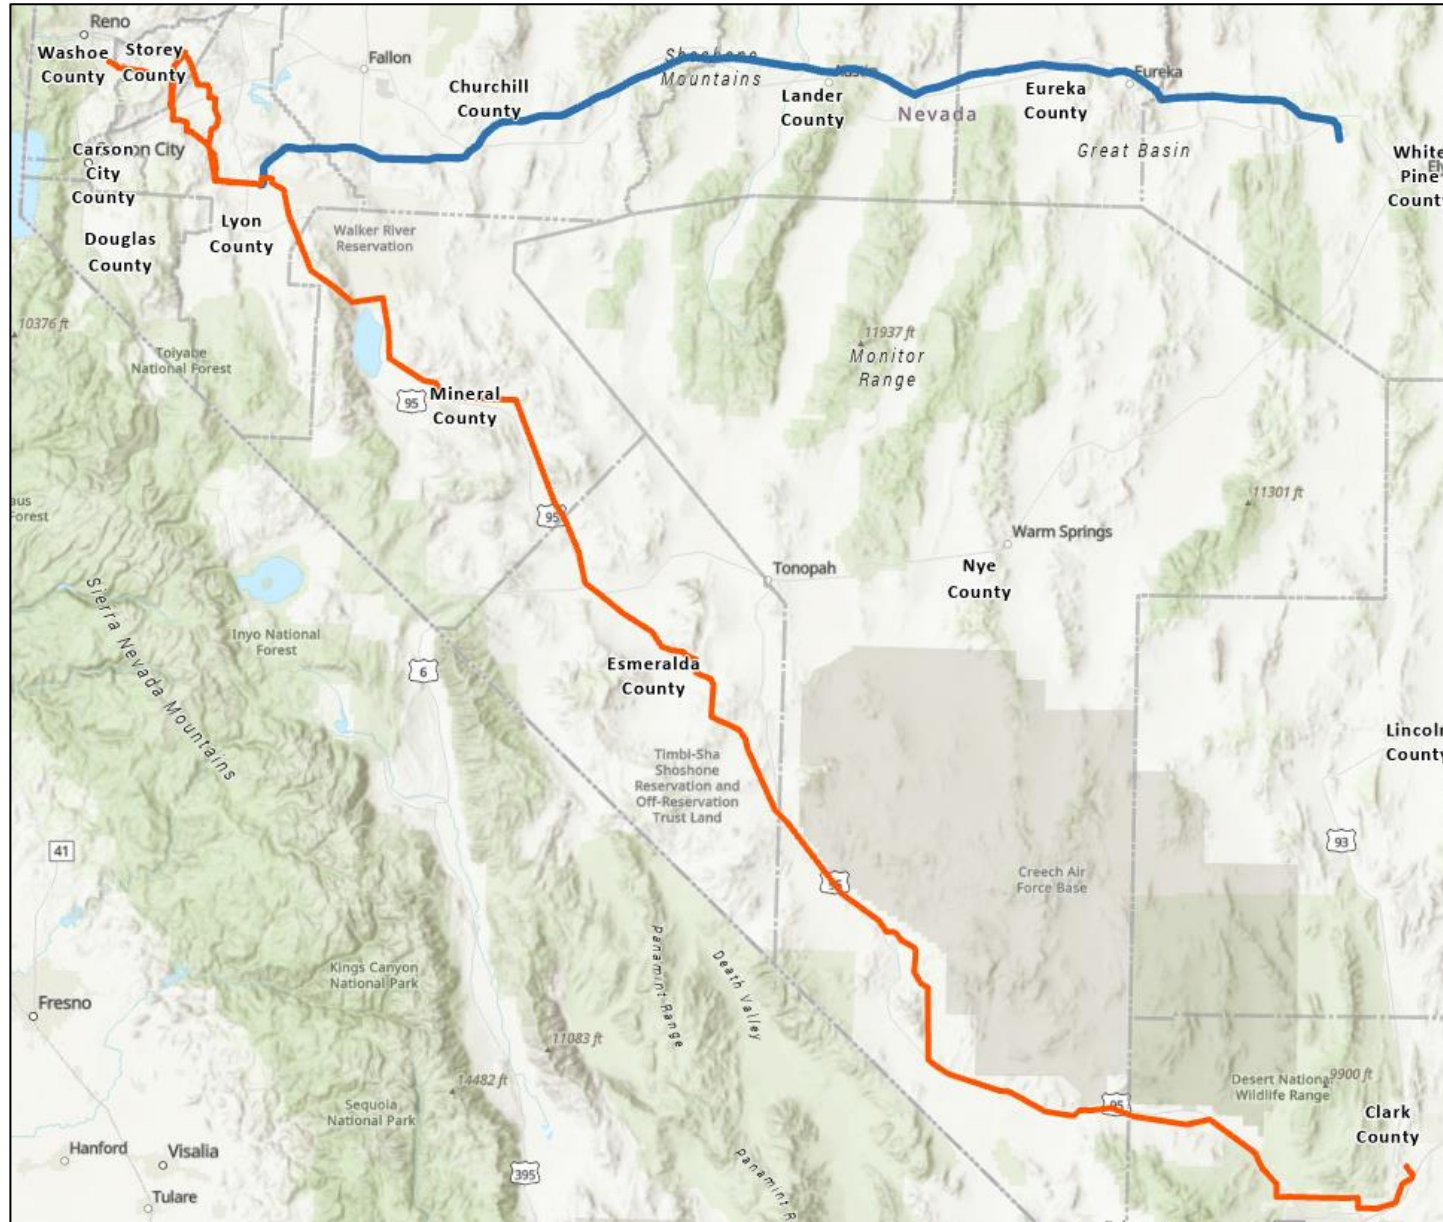 Reno
Washoe
County
Storey
County
Fallon
Churchill
County
Shoshone
Mountains
Austin
Lander
County
Nevada
Eureka
County
Eureka
Great Basin
White
Pine
County
Carson City
Carson
City
County
Douglas
County
Lyon
County
Walker River
Reservation
10376 ft
Toiyabe
National Forest
11937 ft
Monitor
Range
95
Mineral
County
aus
Forest
95
11301 ft
Warm Springs
Tonopah
Nye
County
Sierra Nevada Mountains
Inyo National
Forest
6
Esmeralda
County
Timbi-Sha
Shoshone
Reservation and
Off-Reservation
Trust Land
Lincoln
County
41
93
95
Creech Air
Force Base
Kings Canyon
National Park
Panamint Range
Death Valley
Fresno
11083 ft
14482 ft
Sequoia
National Park
95
Desert National
Wildlife Range
9900 ft
Clark
County
Hanford
Visalia
Tulare
395
Panamint R